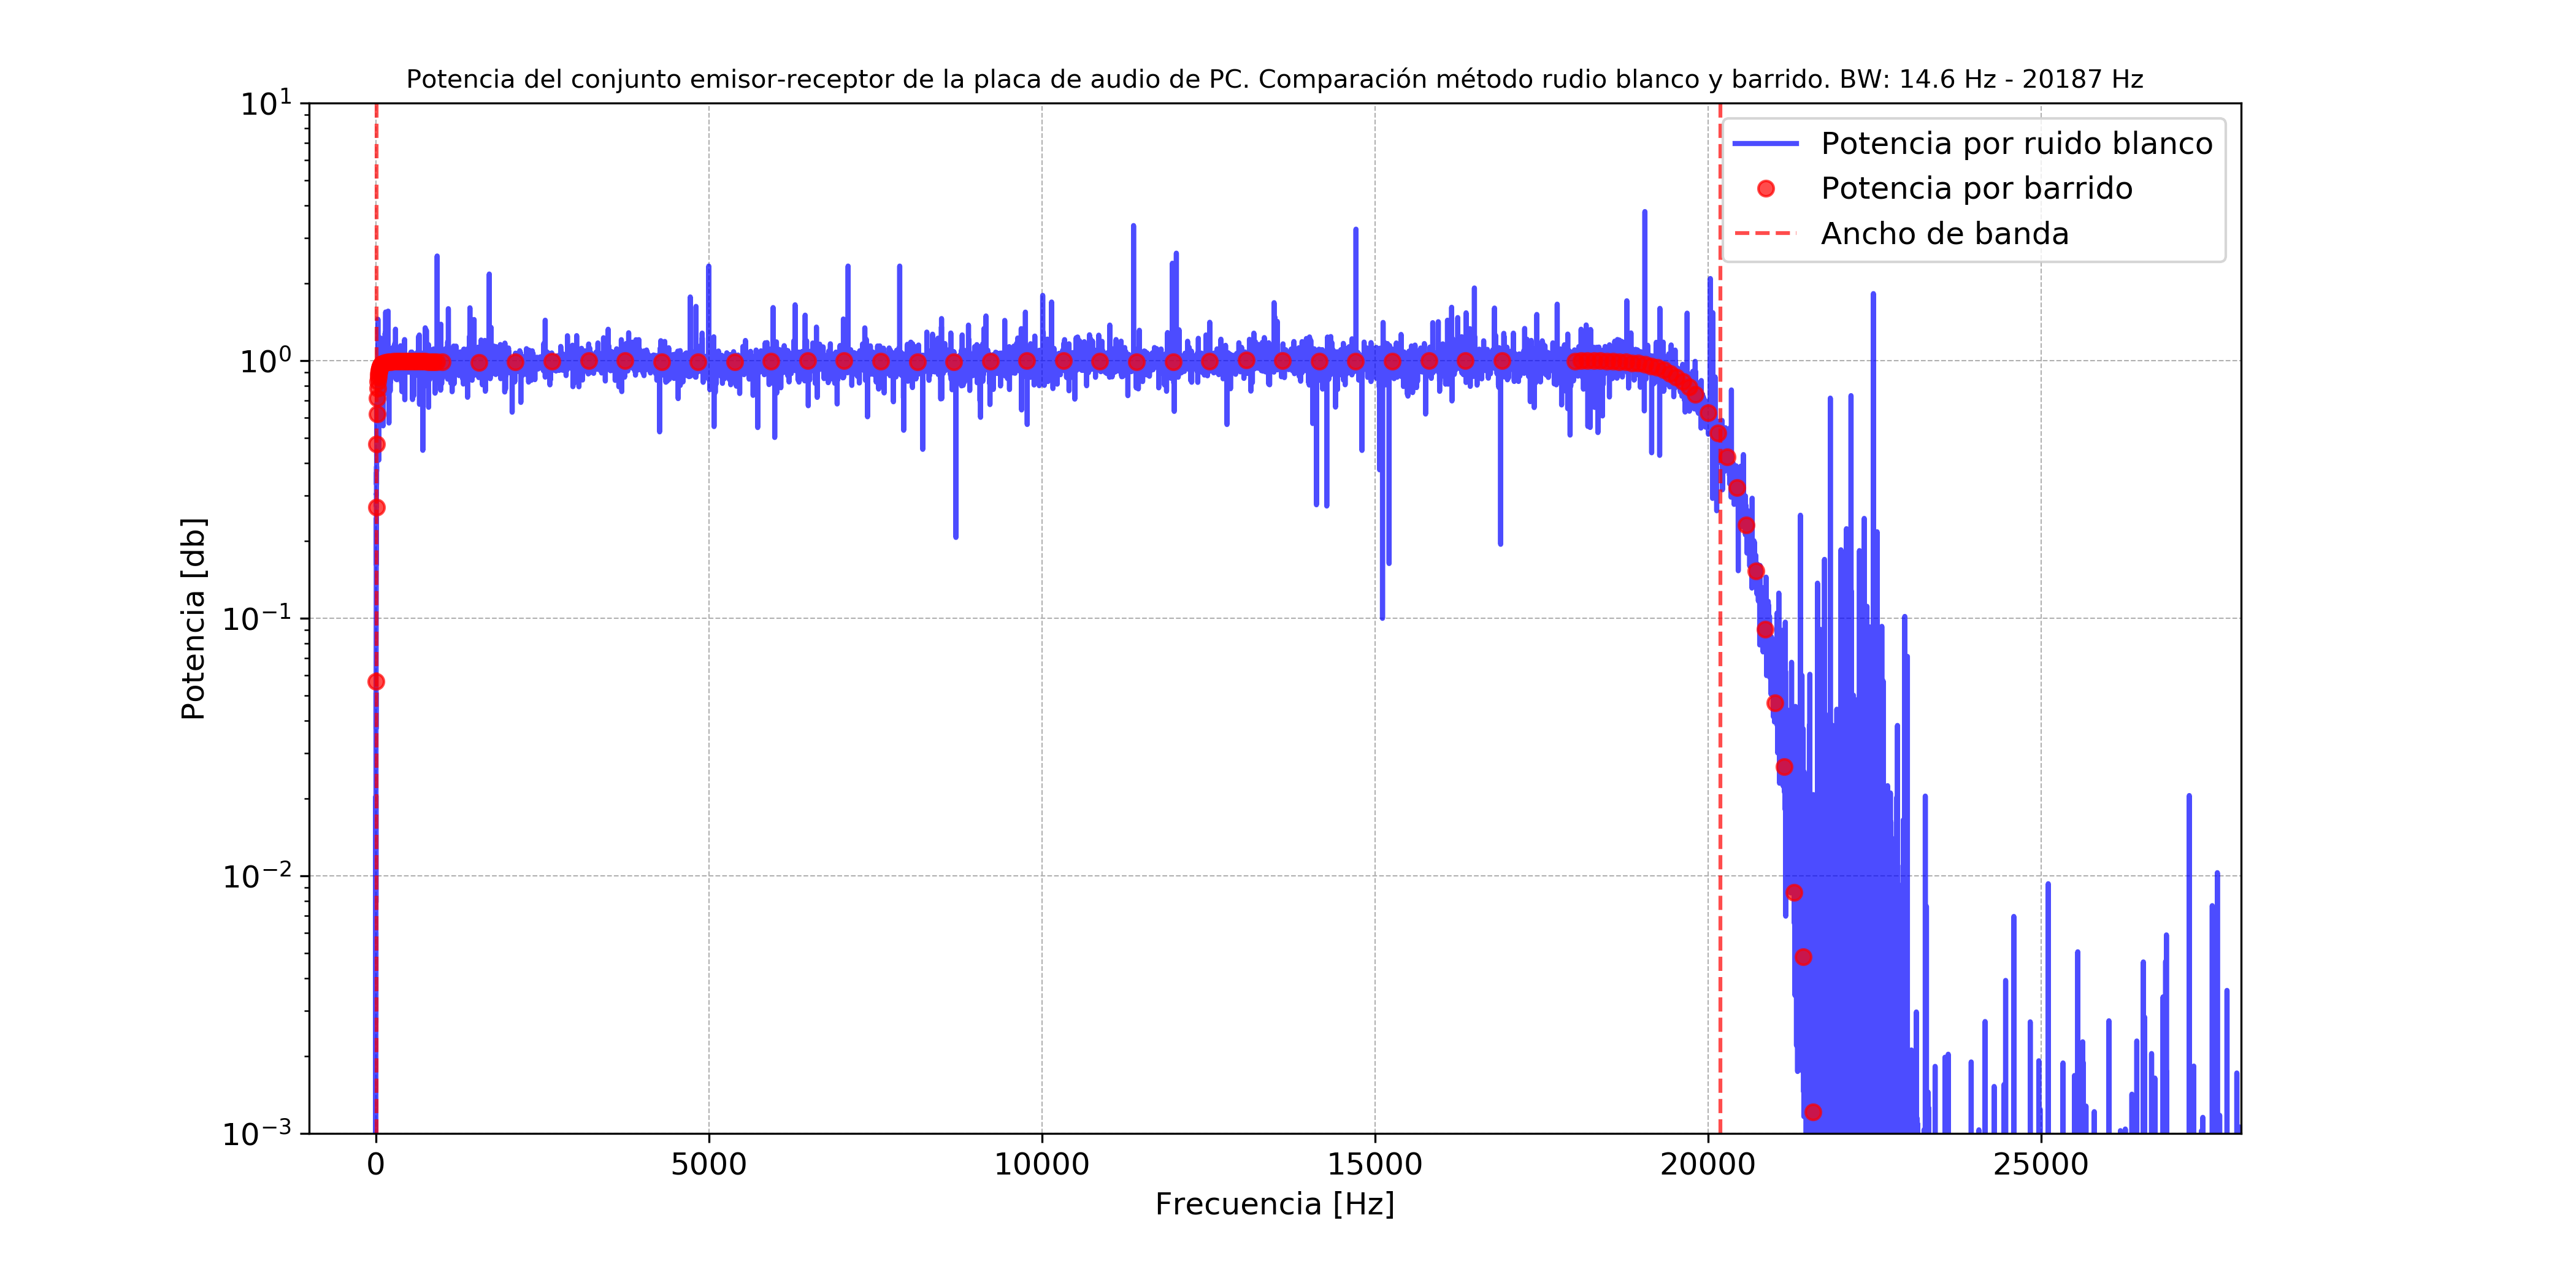 Potencia del conjunto emisor-receptor de la placa de audio de PC. Comparación método rudio blanco y barrido. BW: 14.6 Hz - 20187 Hz
Potencia por ruido blanco
Potencia por barrido
Ancho de banda
Potencia [db]
10¹
10⁰
10⁻¹
10⁻²
10⁻³
0 5000 10000 15000 20000 25000
Frecuencia [Hz]